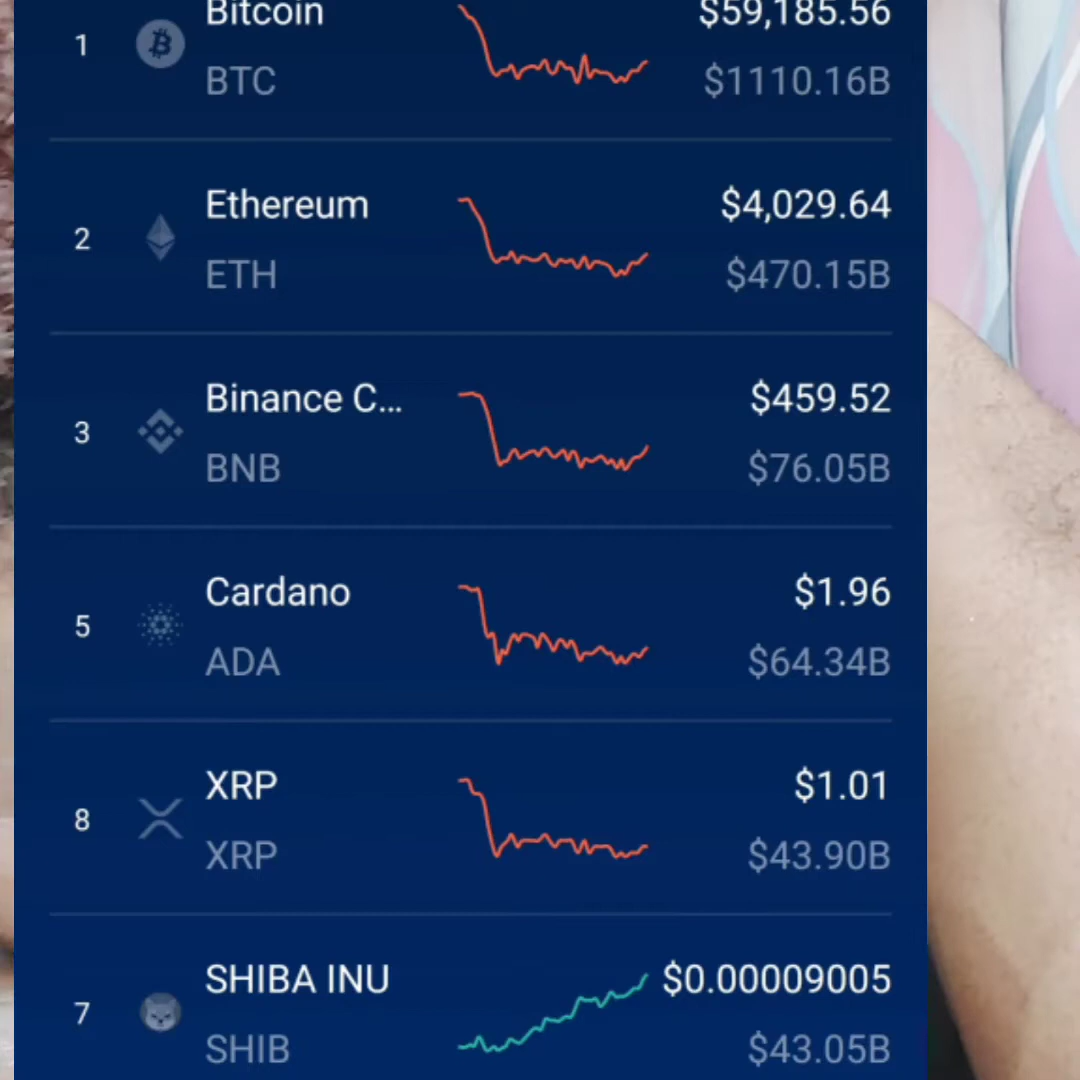 1
Bitcoin
$59,185.56
BTC
$1110.16B
2
Ethereum
$4,029.64
ETH
$470.15B
3
Binance C...
$459.52
BNB
$76.05B
5
Cardano
$1.96
ADA
$64.34B
8
XRP
$1.01
XRP
$43.90B
7
SHIBA INU
$0.00009005
SHIB
$43.05B